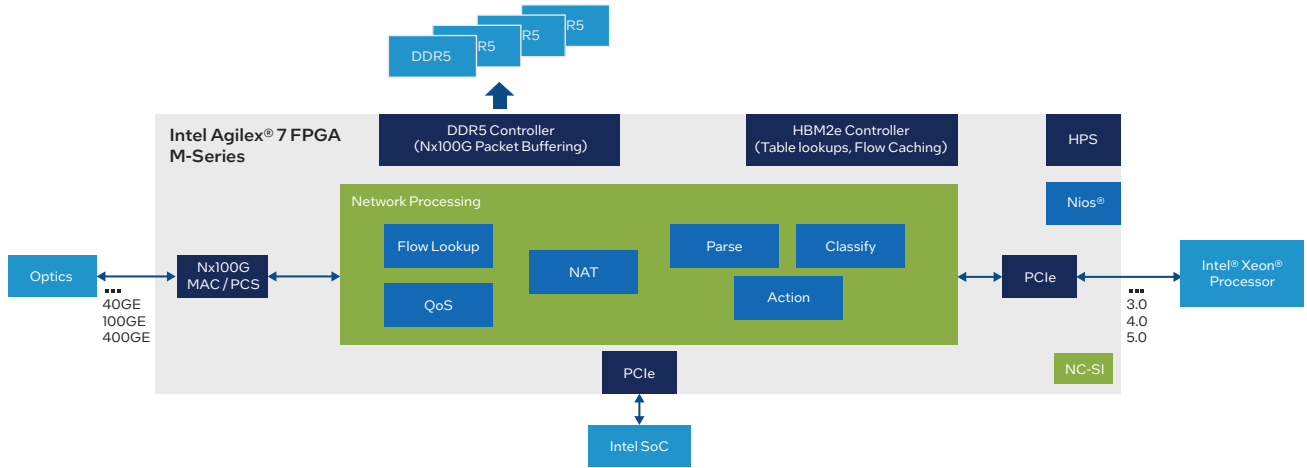 DDR5
R5
R5
R5
Intel Agilex® 7 FPGA
M-Series
DDR5 Controller
(Nx100G Packet Buffering)
HBM2e Controller
(Table lookups, Flow Caching)
HPS
Nios®
Network Processing
Flow Lookup
QoS
NAT
Parse
Classify
Action
Optics
Nx100G
MAC / PCS
...
40GE
100GE
400GE
PCIe
Intel® Xeon®
Processor
...
3.0
4.0
5.0
NC-SI
PCIe
Intel SoC